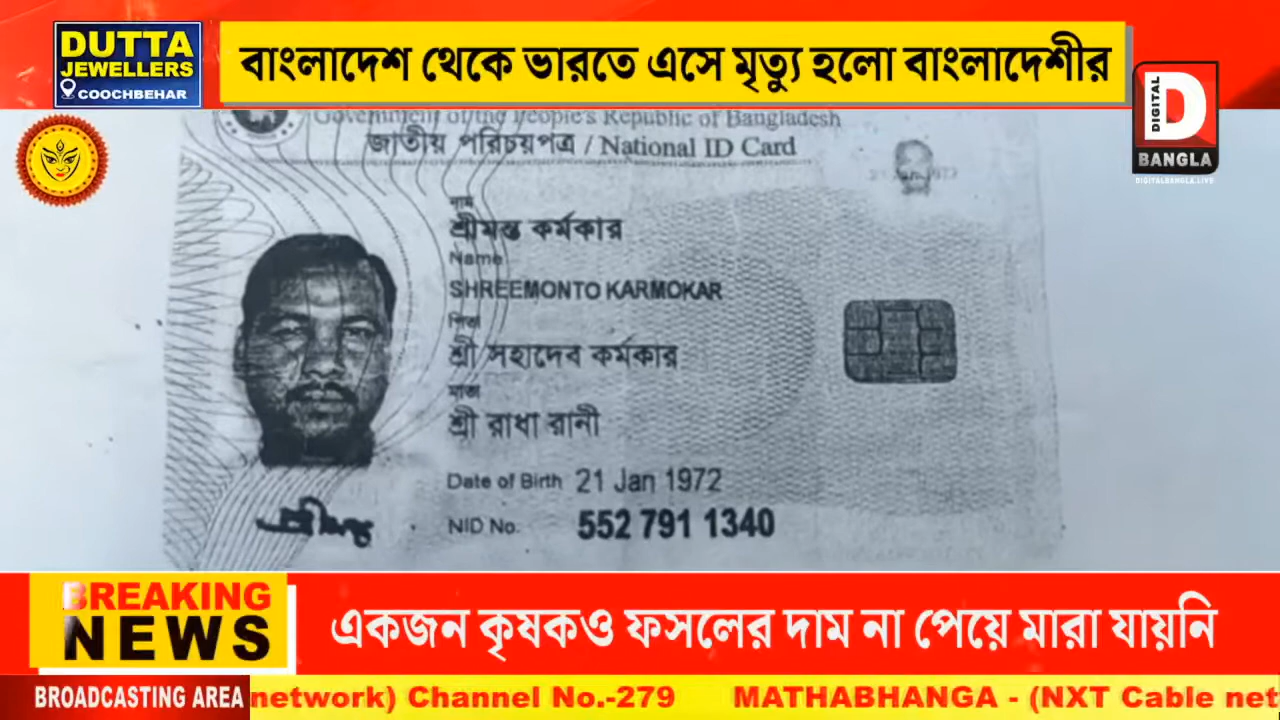 DUTTA
JEWELLERS
COOCHBEHAR
বাংলাদেশ থেকে ভারতে এসে মৃত্যু হলো বাংলাদেশীর
DIGITAL
BANGLA
DIGITALBANGLA.LIVE
Government of the People's Republic of Bangladesh
জাতীয় পরিচয়পত্র / National ID Card
নাম
শ্রীমন্ত কর্মকার
Name
SHREEMONTO KARMOKAR
পিতা
শ্রী সহাদেব কর্মকার
মাতা
শ্রী রাধা রানী
Date of Birth 21 Jan 1972
NID No. 552 791 1340
শ্রীমন্ত
BREAKING
NEWS
একজন কৃষকও ফসলের দাম না পেয়ে মারা যায়নি
BROADCASTING AREA network) Channel No.-279 MATHABHANGA - (NXT Cable net